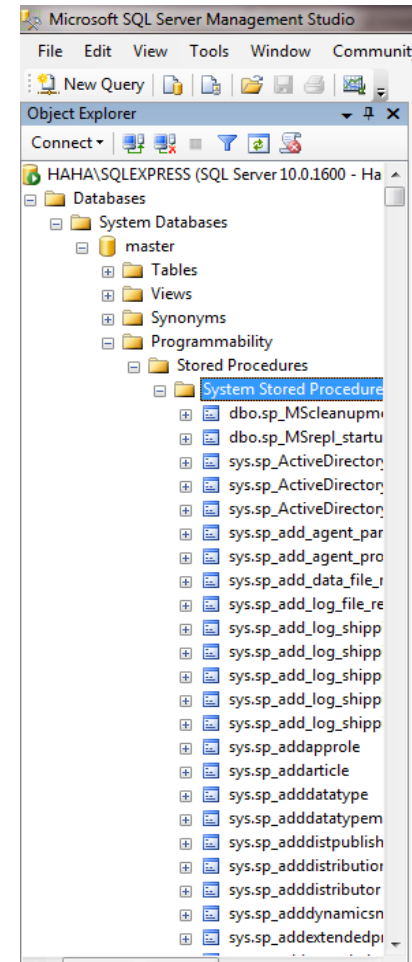 Microsoft SQL Server Management Studio
File Edit View Tools Window Communit
New Query
Object Explorer
Connect
HAHA\SQLEXPRESS (SQL Server 10.0.1600 - Ha
Databases
System Databases
master
Tables
Views
Synonyms
Programmability
Stored Procedures
System Stored Procedure
dbo.sp_MScleanupm
dbo.sp_MSrepl_startu
sys.sp_ActiveDirector
sys.sp_ActiveDirector
sys.sp_ActiveDirector
sys.sp_add_agent_par
sys.sp_add_agent_pro
sys.sp_add_data_file_r
sys.sp_add_log_file_re
sys.sp_add_log_shipp
sys.sp_add_log_shipp
sys.sp_add_log_shipp
sys.sp_add_log_shipp
sys.sp_add_log_shipp
sys.sp_addapprole
sys.sp_addarticle
sys.sp_adddatatype
sys.sp_adddatatypem
sys.sp_adddistpublish
sys.sp_adddistribution
sys.sp_adddistributor
sys.sp_adddynamicsn
sys.sp_addextendedpr